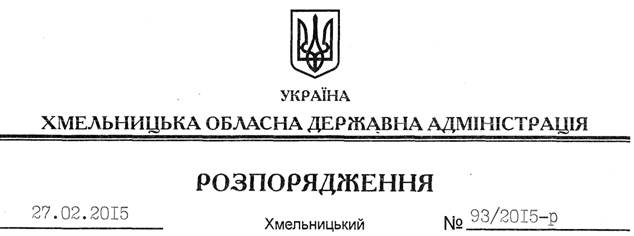 УКРАЇНА
ХМЕЛЬНИЦЬКА ОБЛАСНА ДЕРЖАВНА АДМІНІСТРАЦІЯ
РОЗПОРЯДЖЕННЯ
27.02.2015 Хмельницький № 93/2015-р